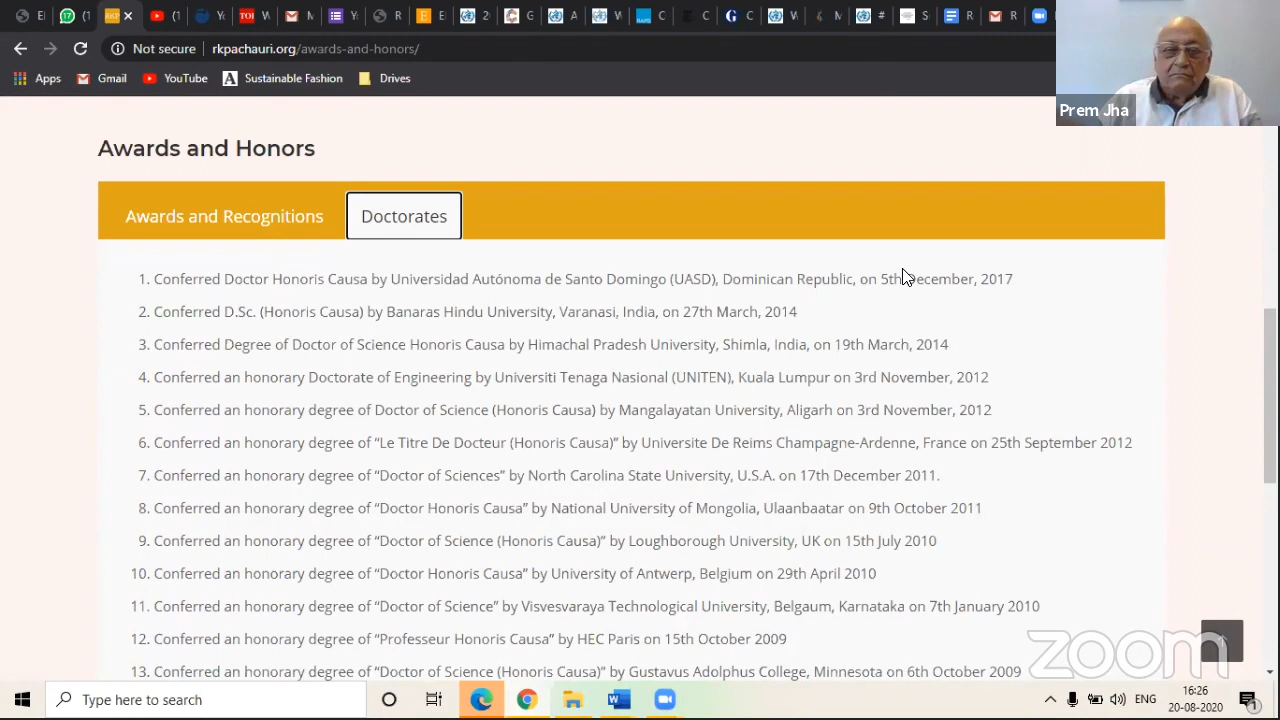 RKP
Not secure rkpachauri.org/awards-and-honors/
Apps Gmail YouTube Sustainable Fashion Drives
Prem Jha
Awards and Honors
Awards and Recognitions Doctorates
1. Conferred Doctor Honoris Causa by Universidad Autónoma de Santo Domingo (UASD), Dominican Republic, on 5th December, 2017
2. Conferred D.Sc. (Honoris Causa) by Banaras Hindu University, Varanasi, India, on 27th March, 2014
3. Conferred Degree of Doctor of Science Honoris Causa by Himachal Pradesh University, Shimla, India, on 19th March, 2014
4. Conferred an honorary Doctorate of Engineering by Universiti Tenaga Nasional (UNITEN), Kuala Lumpur on 3rd November, 2012
5. Conferred an honorary degree of Doctor of Science (Honoris Causa) by Mangalayatan University, Aligarh on 3rd November, 2012
6. Conferred an honorary degree of “Le Titre De Docteur (Honoris Causa)” by Universite De Reims Champagne-Ardenne, France on 25th September 2012
7. Conferred an honorary degree of “Doctor of Sciences” by North Carolina State University, U.S.A. on 17th December 2011.
8. Conferred an honorary degree of “Doctor Honoris Causa” by National University of Mongolia, Ulaanbaatar on 9th October 2011
9. Conferred an honorary degree of “Doctor of Science (Honoris Causa)” by Loughborough University, UK on 15th July 2010
10. Conferred an honorary degree of “Doctor Honoris Causa” by University of Antwerp, Belgium on 29th April 2010
11. Conferred an honorary degree of “Doctor of Science” by Visvesvaraya Technological University, Belgaum, Karnataka on 7th January 2010
12. Conferred an honorary degree of “Professeur Honoris Causa” by HEC Paris on 15th October 2009
13. Conferred an honorary degree of “Doctor of Science (Honoris Causa)” by Gustavus Adolphus College, Minnesota on 6th October 2009
zoom
Type here to search
ENG
16:26
20-08-2020